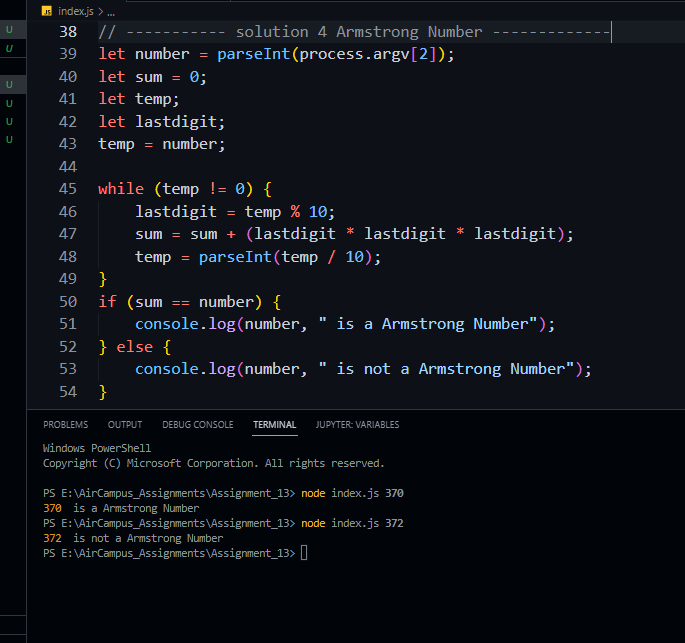 U
U
U
U
U
U
JS index.js > ...
38 // ----------- solution 4 Armstrong Number -------------
39 let number = parseInt(process.argv[2]);
40 let sum = 0;
41 let temp;
42 let lastdigit;
43 temp = number;
44
45 while (temp != 0) {
46     lastdigit = temp % 10;
47     sum = sum + (lastdigit * lastdigit * lastdigit);
48     temp = parseInt(temp / 10);
49 }
50 if (sum == number) {
51     console.log(number, " is a Armstrong Number");
52 } else {
53     console.log(number, " is not a Armstrong Number");
54 }
PROBLEMS OUTPUT DEBUG CONSOLE TERMINAL JUPYTER: VARIABLES
Windows PowerShell
Copyright (C) Microsoft Corporation. All rights reserved.
PS E:\AirCampus_Assignments\Assignment_13> node index.js 370
370  is a Armstrong Number
PS E:\AirCampus_Assignments\Assignment_13> node index.js 372
372  is not a Armstrong Number
PS E:\AirCampus_Assignments\Assignment_13>